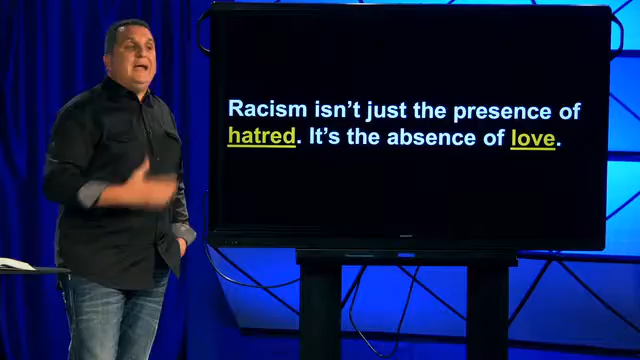 Racism isn't just the presence of
hatred. It's the absence of love.